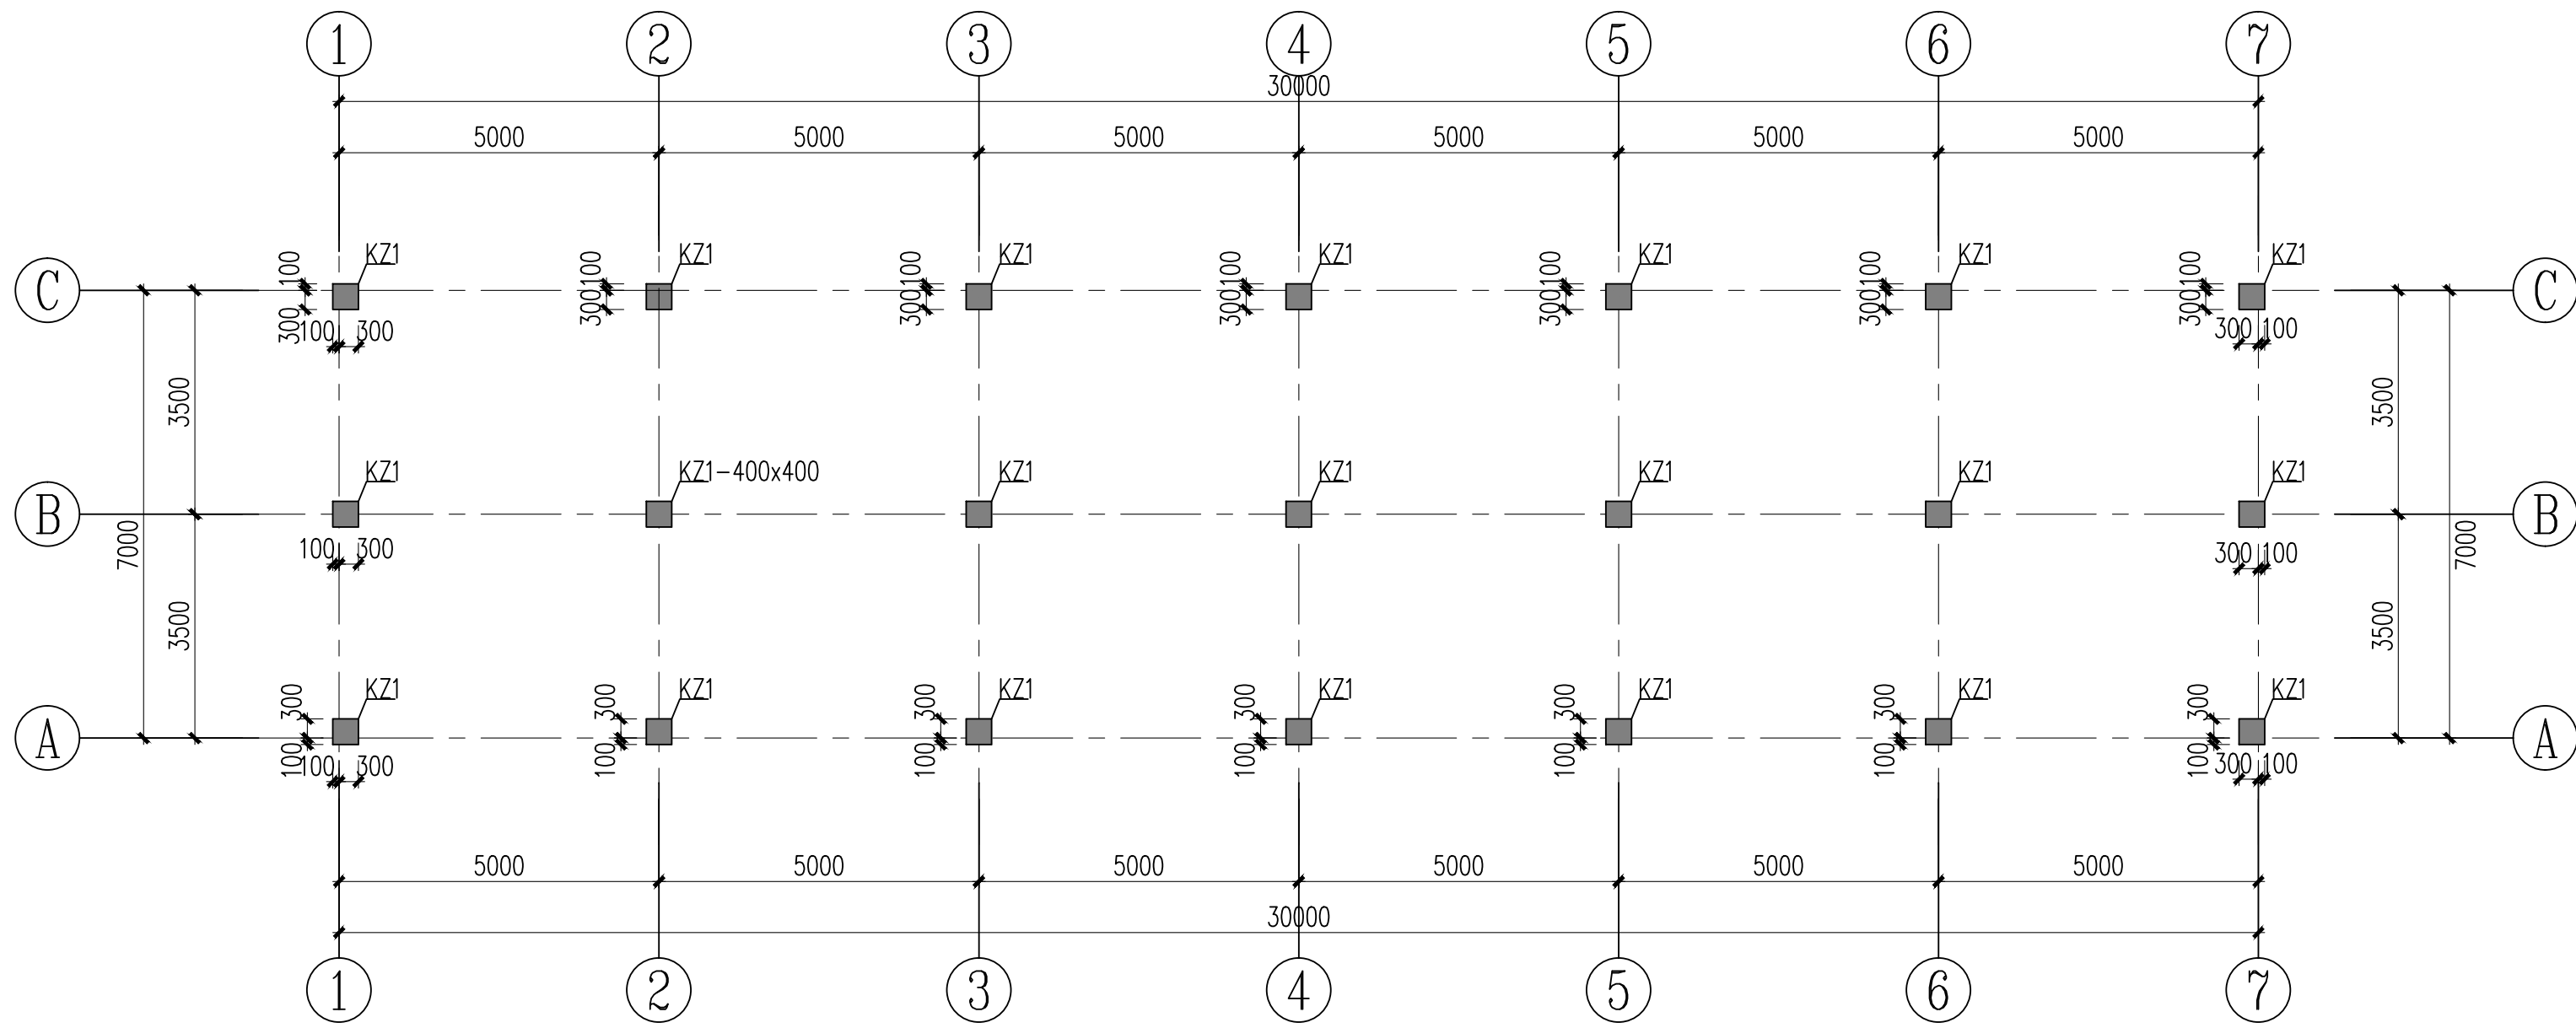 1 2 3 4 5 6 7
30000
5000 5000 5000 5000 5000 5000
KZ1 KZ1 KZ1 KZ1 KZ1 KZ1 KZ1
100 100 100 100 100 100 100
C C
300 300 300 300 300 300 300
100 300 300 100
3500 3500
KZ1 KZ1-400x400 KZ1 KZ1 KZ1 KZ1 KZ1
B B
7000 7000
100 300 300 100
3500 3500
KZ1 KZ1 KZ1 KZ1 KZ1 KZ1 KZ1
300 300 300 300 300 300 300
A A
100 100 100 100 100 100 100
100 300 300 100
5000 5000 5000 5000 5000 5000
30000
1 2 3 4 5 6 7